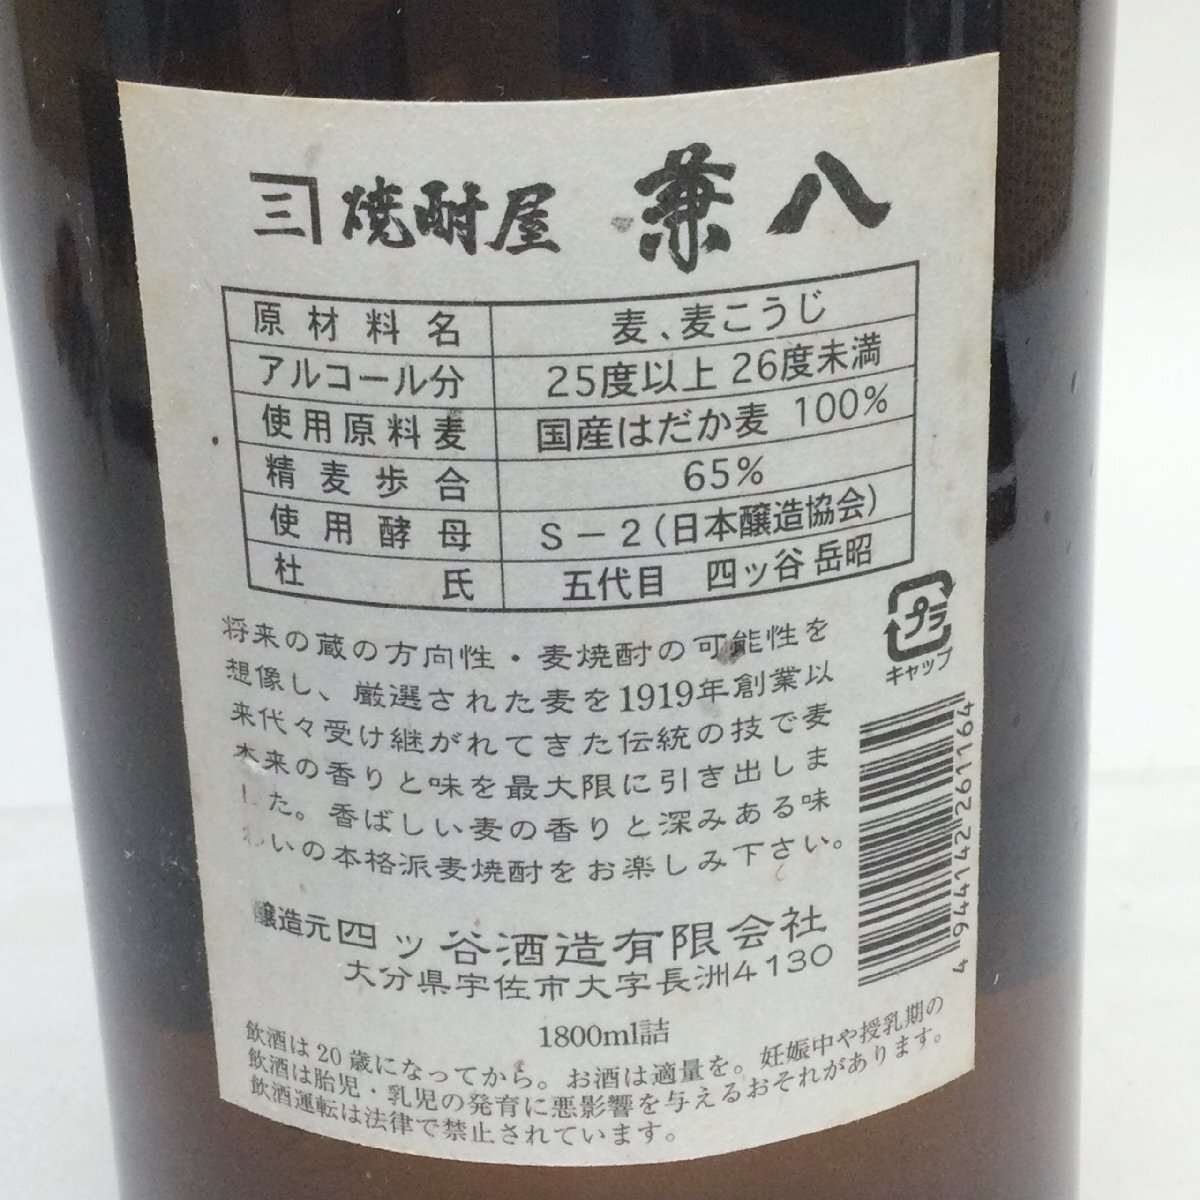 三 焼酎屋 兼八
原材料名 麦、麦こうじ
アルコール分 25度以上 26度未満
使用原料麦 国産はだか麦 100%
精麦歩合 65%
使用酵母 S－2(日本醸造協会)
杜氏 五代目 四ッ谷 岳昭
将来の蔵の方向性・麦焼酎の可能性を
想像し、厳選された麦を1919年創業以
来代々受け継がれてきた伝統の技で麦
本来の香りと味を最大限に引き出しま
した。香ばしい麦の香りと深みある味
わいの本格派麦焼酎をお楽しみ下さい。
プラ
キャップ
4 944142 261164
醸造元 四ッ谷酒造有限会社
大分県宇佐市大字長洲4130
1800ml詰
飲酒は20歳になってから。お酒は適量を。妊娠中や授乳期の
飲酒は胎児・乳児の発育に悪影響を与えるおそれがあります。
飲酒運転は法律で禁止されています。